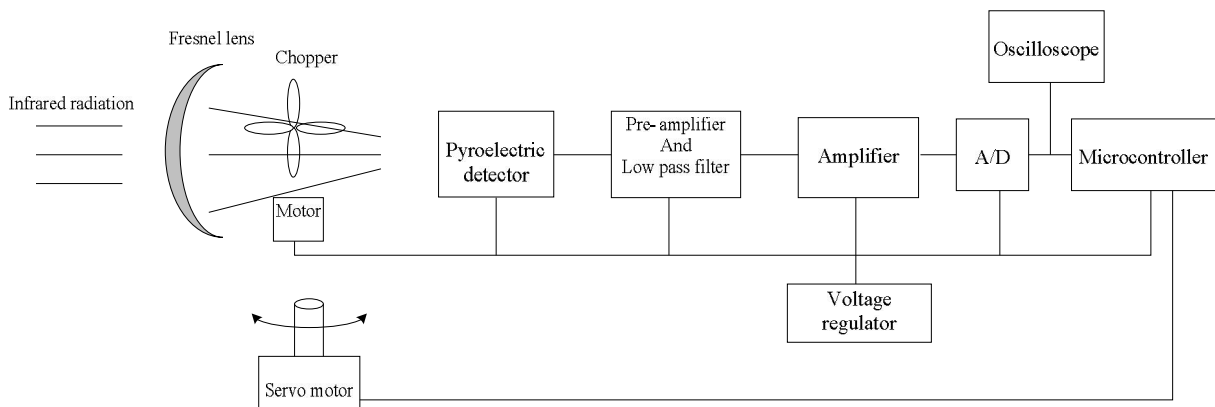 Fresnel lens
Chopper
Infrared radiation
Oscilloscope
Pyroelectric
detector
Pre- amplifier
And
Low pass filter
Amplifier
A/D
Microcontroller
Motor
Voltage
regulator
Servo motor